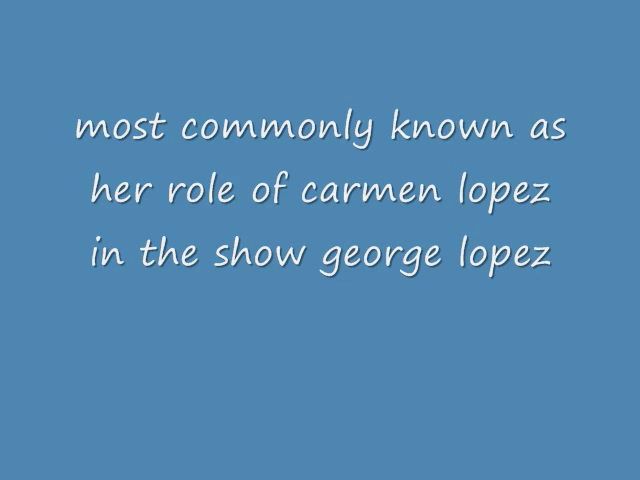 most commonly known as
her role of carmen lopez
in the show george lopez